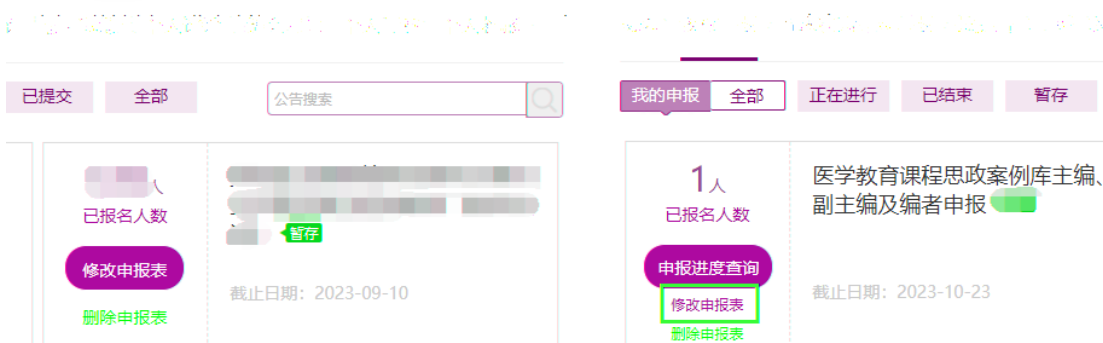 已提交 全部 公告搜索
人
已报名人数
暂存
修改申报表
截止日期：2023-09-10
删除申报表
我的申报 全部 正在进行 已结束 暂存
1人
已报名人数
医学教育课程思政案例库主编、
副主编及编者申报
申报进度查询
修改申报表
截止日期：2023-10-23
删除申报表